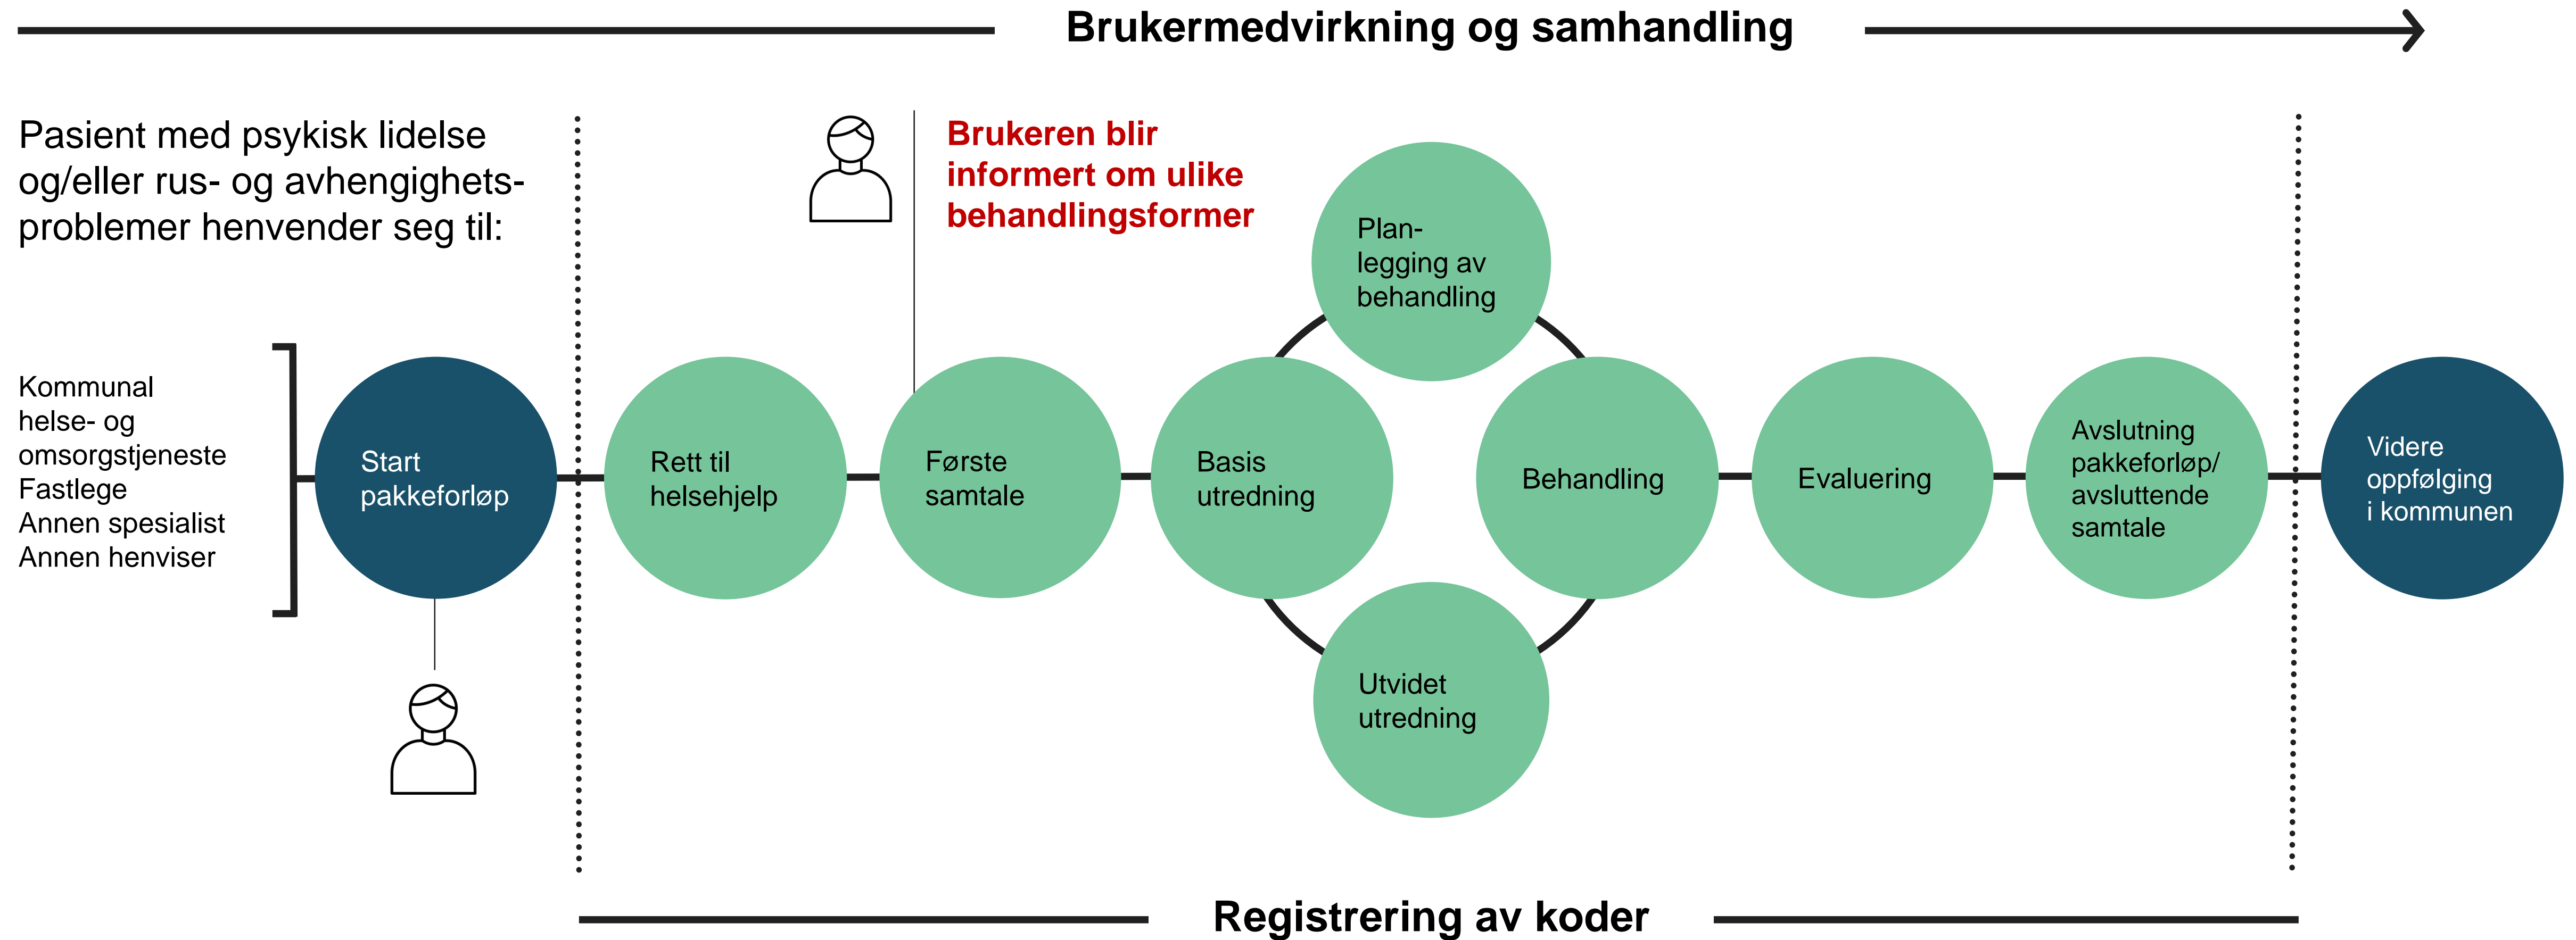 Brukermedvirkning og samhandling
Pasient med psykisk lidelse
og/eller rus- og avhengighets-
problemer henvender seg til:
Brukeren blir
informert om ulike
behandlingsformer
Kommunal
helse- og
omsorgstjeneste
Fastlege
Annen spesialist
Annen henviser
Start
pakkeforløp
Rett til
helsehjelp
Første
samtale
Basis
utredning
Plan-
legging av
behandling
Utvidet
utredning
Behandling
Evaluering
Avslutning
pakkeforløp/
avsluttende
samtale
Videre
oppfølging
i kommunen
Registrering av koder